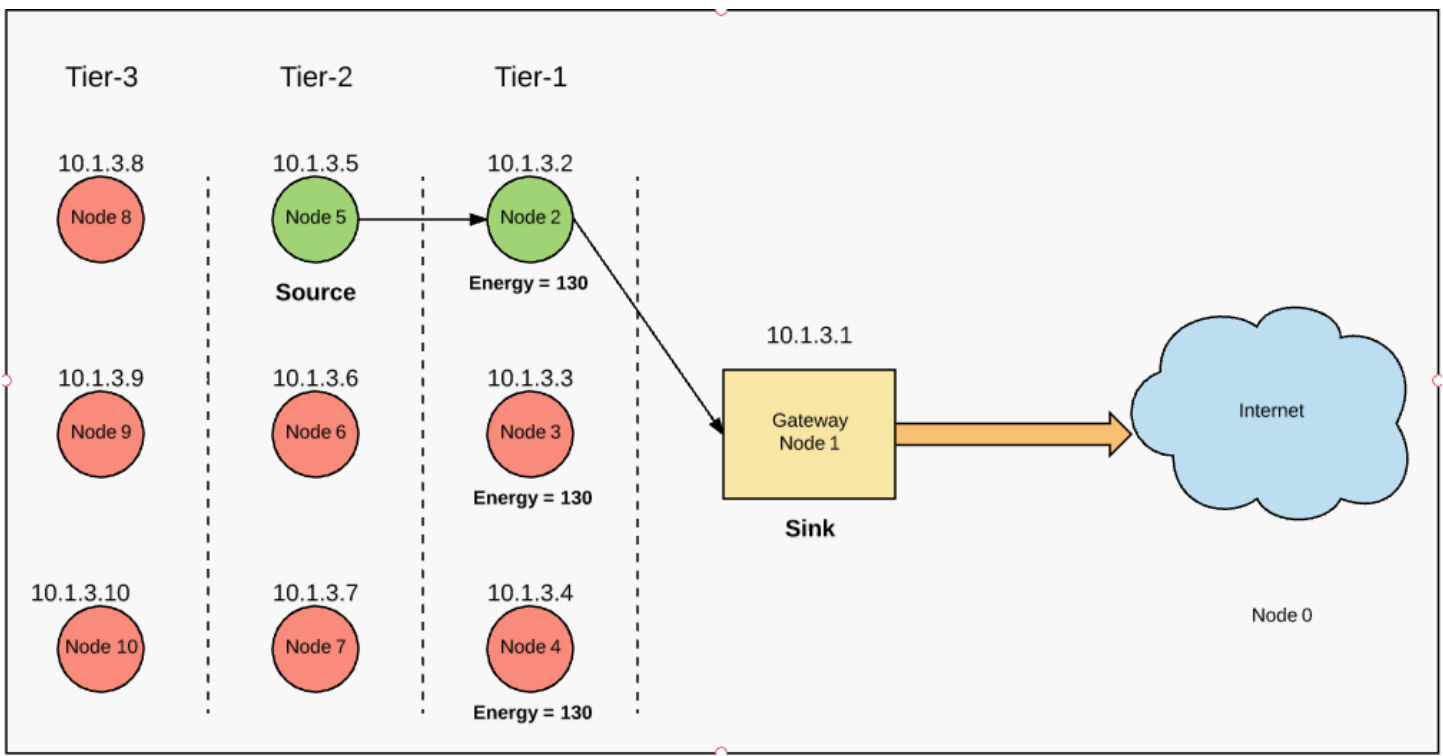 Tier-3
Tier-2
Tier-1
10.1.3.8
10.1.3.5
10.1.3.2
Node 8
Node 5
Node 2
Energy = 130
Source
10.1.3.1
10.1.3.9
10.1.3.6
10.1.3.3
Node 9
Node 6
Node 3
Gateway
Node 1
Internet
Energy = 130
Sink
10.1.3.10
10.1.3.7
10.1.3.4
Node 0
Node 10
Node 7
Node 4
Energy = 130